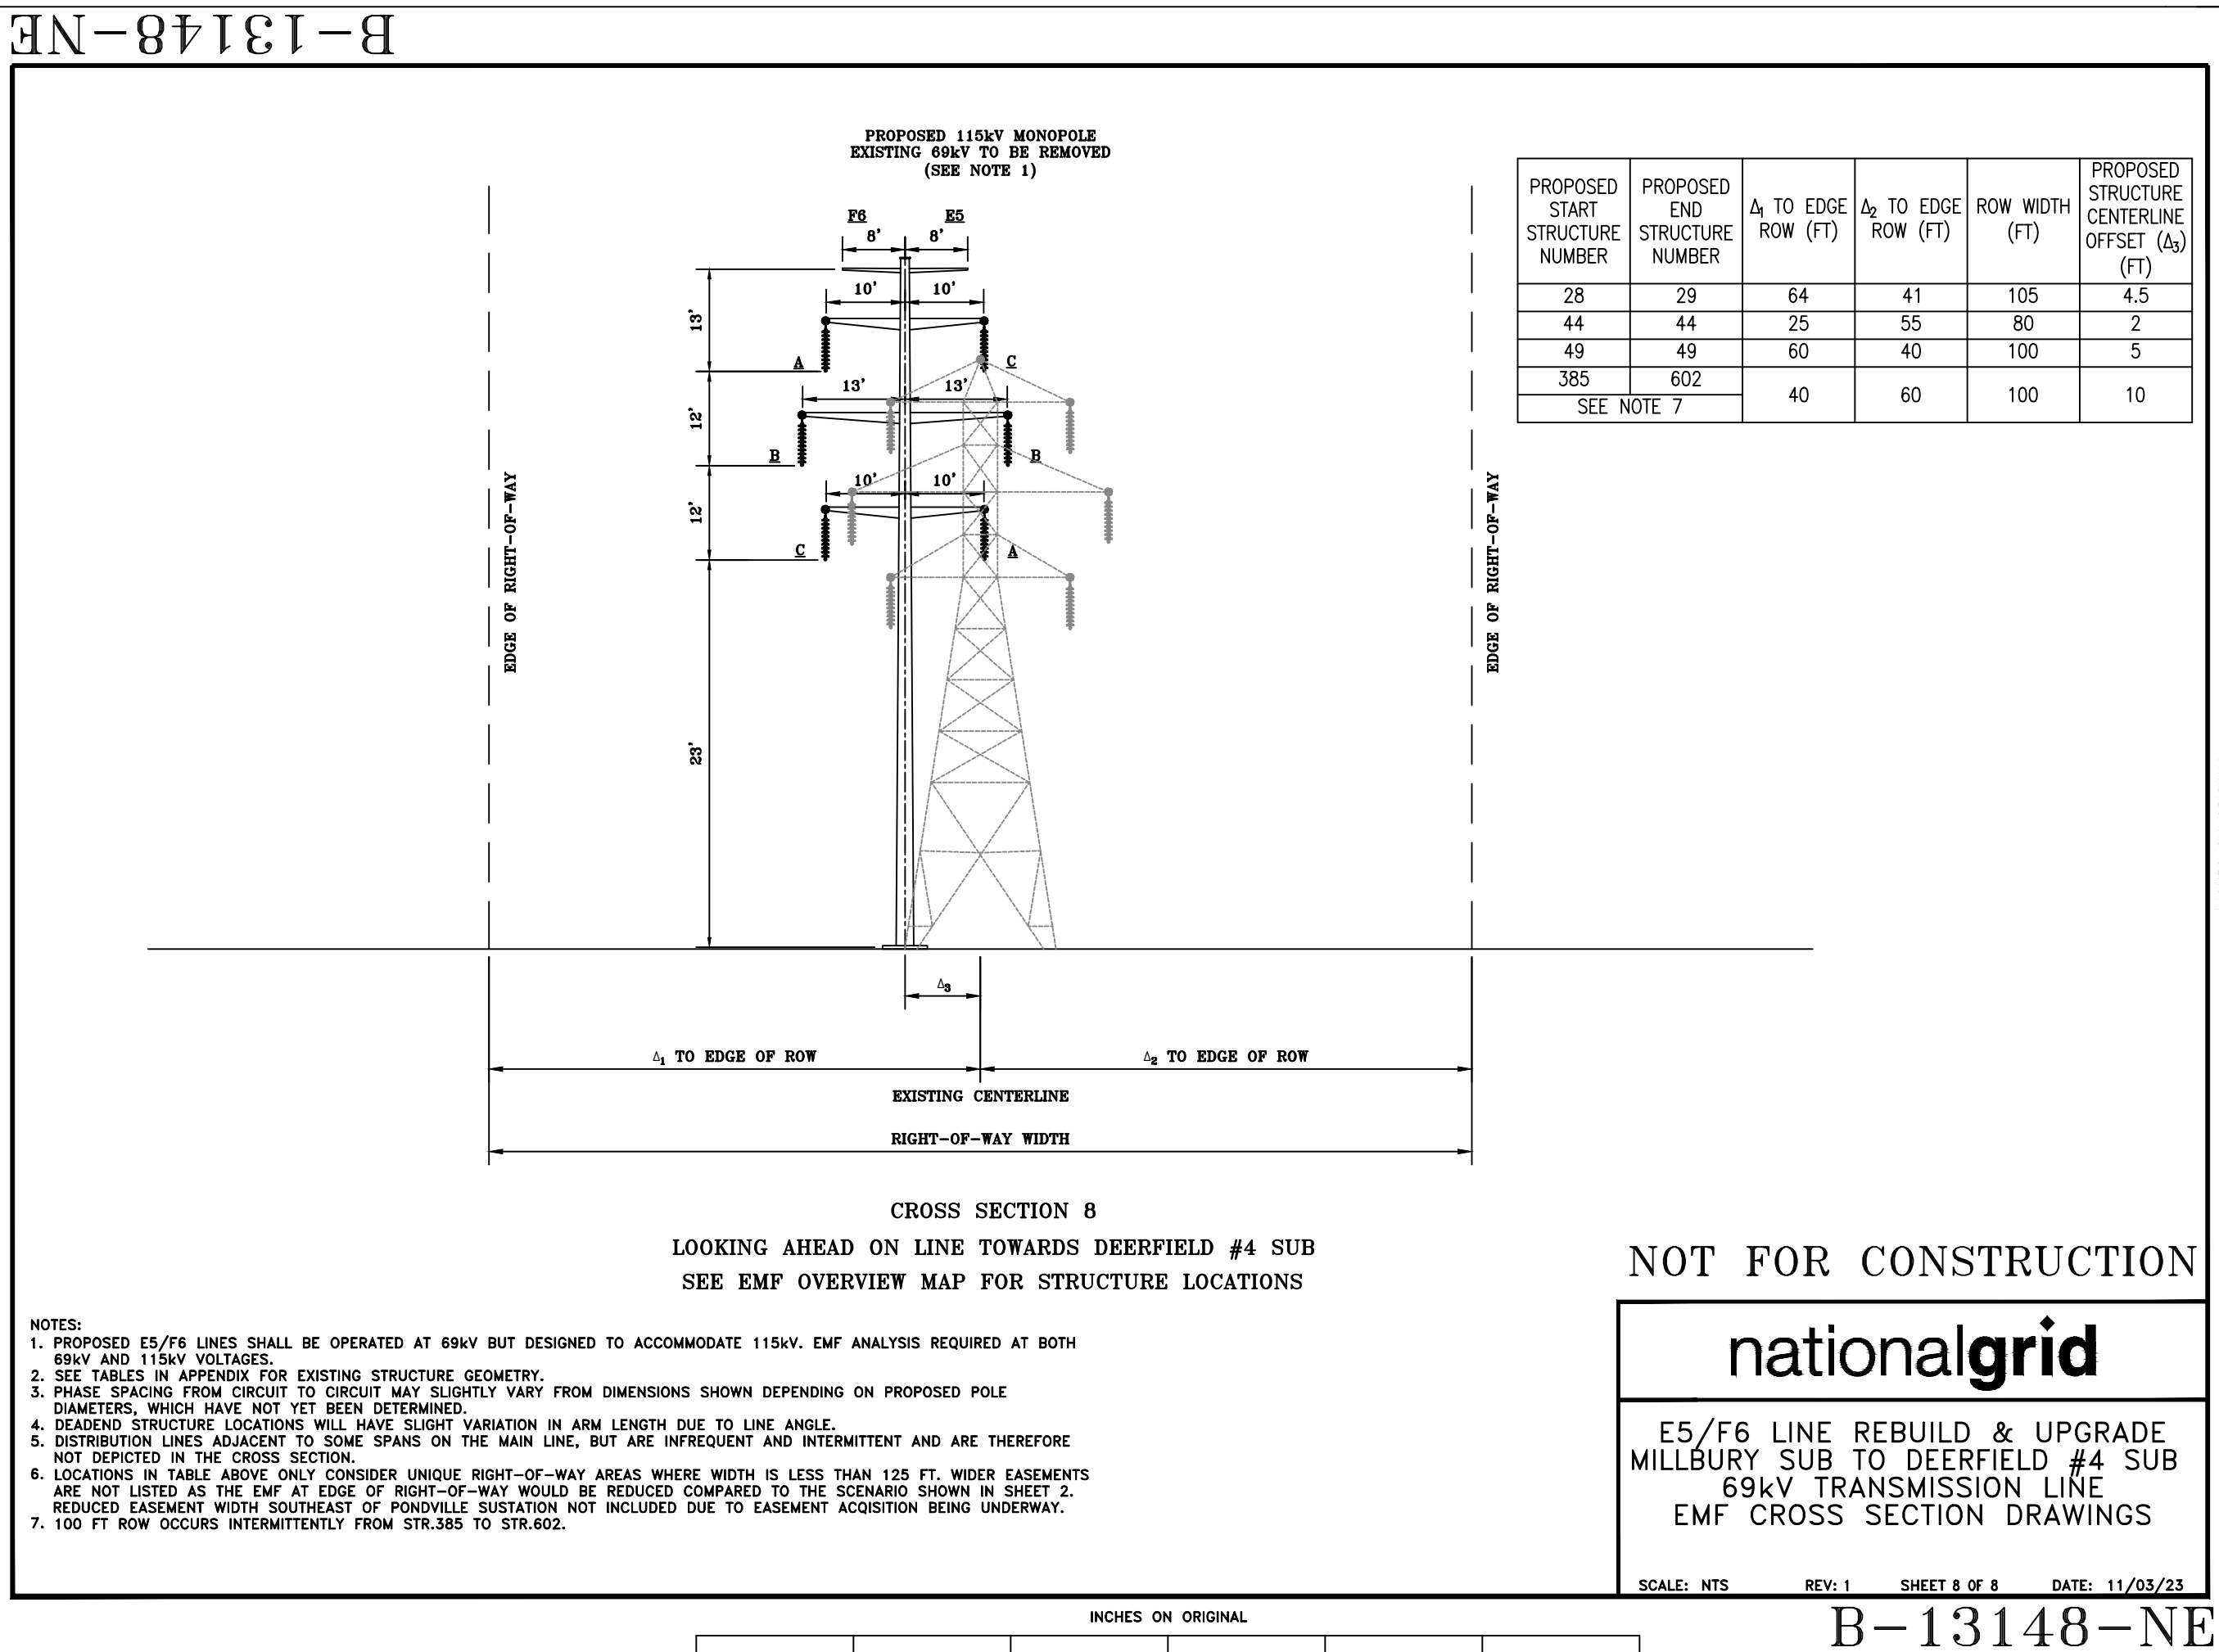 B-13148-NE
PROPOSED 115kV MONOPOLE
EXISTING 69kV TO BE REMOVED
(SEE NOTE 1)
F6
E5
8'
8'
10'
10'
13'
A
C
13'
13'
12'
B
B
10'
10'
12'
C
A
23'
EDGE OF RIGHT-OF-WAY
EDGE OF RIGHT-OF-WAY
Δ3
Δ1 TO EDGE OF ROW
Δ2 TO EDGE OF ROW
EXISTING CENTERLINE
RIGHT-OF-WAY WIDTH
PROPOSED START STRUCTURE NUMBER | PROPOSED END STRUCTURE NUMBER | Δ1 TO EDGE ROW (FT) | Δ2 TO EDGE ROW (FT) | ROW WIDTH (FT) | PROPOSED STRUCTURE CENTERLINE OFFSET (Δ3) (FT)
28 | 29 | 64 | 41 | 105 | 4.5
44 | 44 | 25 | 55 | 80 | 2
49 | 49 | 60 | 40 | 100 | 5
385 | 602 | 40 | 60 | 100 | 10
SEE NOTE 7
CROSS SECTION 8
LOOKING AHEAD ON LINE TOWARDS DEERFIELD #4 SUB
SEE EMF OVERVIEW MAP FOR STRUCTURE LOCATIONS
NOTES:
1. PROPOSED E5/F6 LINES SHALL BE OPERATED AT 69kV BUT DESIGNED TO ACCOMMODATE 115kV. EMF ANALYSIS REQUIRED AT BOTH
69kV AND 115kV VOLTAGES.
2. SEE TABLES IN APPENDIX FOR EXISTING STRUCTURE GEOMETRY.
3. PHASE SPACING FROM CIRCUIT TO CIRCUIT MAY SLIGHTLY VARY FROM DIMENSIONS SHOWN DEPENDING ON PROPOSED POLE
DIAMETERS, WHICH HAVE NOT YET BEEN DETERMINED.
4. DEADEND STRUCTURE LOCATIONS WILL HAVE SLIGHT VARIATION IN ARM LENGTH DUE TO LINE ANGLE.
5. DISTRIBUTION LINES ADJACENT TO SOME SPANS ON THE MAIN LINE, BUT ARE INFREQUENT AND INTERMITTENT AND ARE THEREFORE
NOT DEPICTED IN THE CROSS SECTION.
6. LOCATIONS IN TABLE ABOVE ONLY CONSIDER UNIQUE RIGHT-OF-WAY AREAS WHERE WIDTH IS LESS THAN 125 FT. WIDER EASEMENTS
ARE NOT LISTED AS THE EMF AT EDGE OF RIGHT-OF-WAY WOULD BE REDUCED COMPARED TO THE SCENARIO SHOWN IN SHEET 2.
REDUCED EASEMENT WIDTH SOUTHEAST OF PONDVILLE SUSTATION NOT INCLUDED DUE TO EASEMENT ACQISITION BEING UNDERWAY.
7. 100 FT ROW OCCURS INTERMITTENTLY FROM STR.385 TO STR.602.
NOT FOR CONSTRUCTION
nationalgrid
E5/F6 LINE REBUILD & UPGRADE
MILLBURY SUB TO DEERFIELD #4 SUB
69kV TRANSMISSION LINE
EMF CROSS SECTION DRAWINGS
SCALE: NTS REV: 1 SHEET 8 OF 8 DATE: 11/03/23
INCHES ON ORIGINAL
B-13148-NE